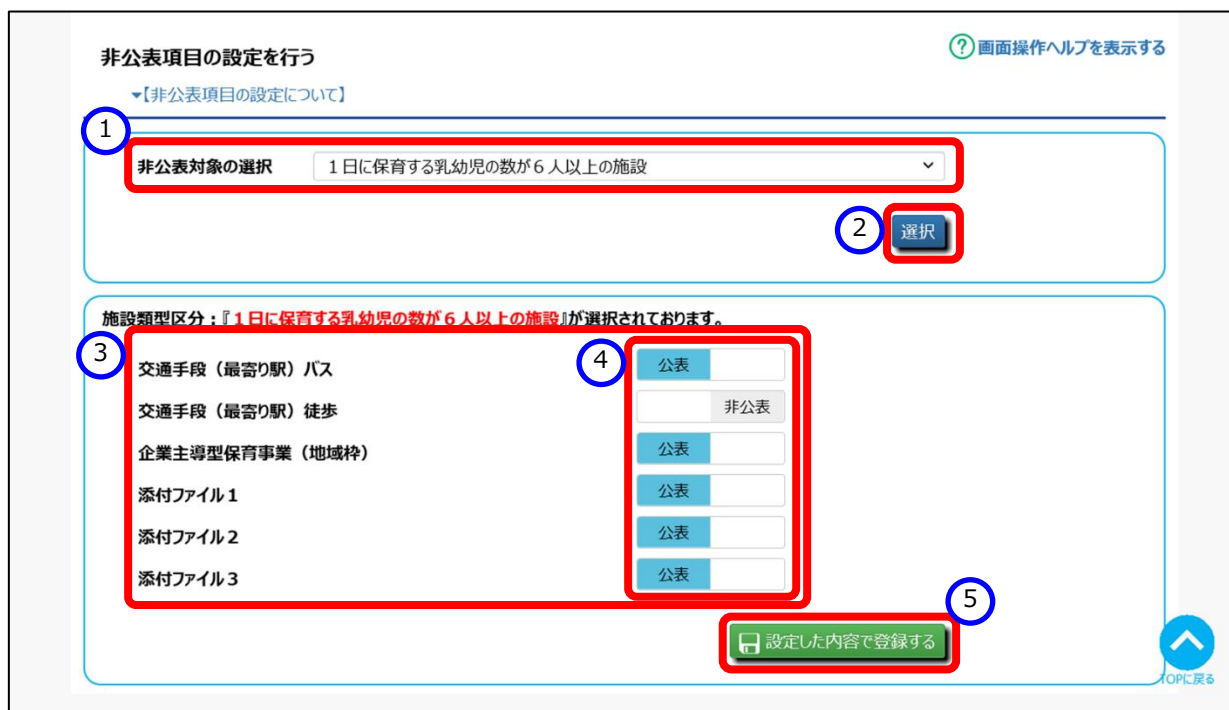 非公表項目の設定を行う
?画面操作ヘルプを表示する
▾【非公表項目の設定について】
1
非公表対象の選択 1日に保育する乳幼児の数が6人以上の施設
2
選択
施設類型区分：『1日に保育する乳幼児の数が6人以上の施設』が選択されております。
3
4
交通手段（最寄り駅）バス 公表
交通手段（最寄り駅）徒歩 非公表
企業主導型保育事業（地域枠） 公表
添付ファイル1 公表
添付ファイル2 公表
添付ファイル3 公表
5
設定した内容で登録する
TOPに戻る